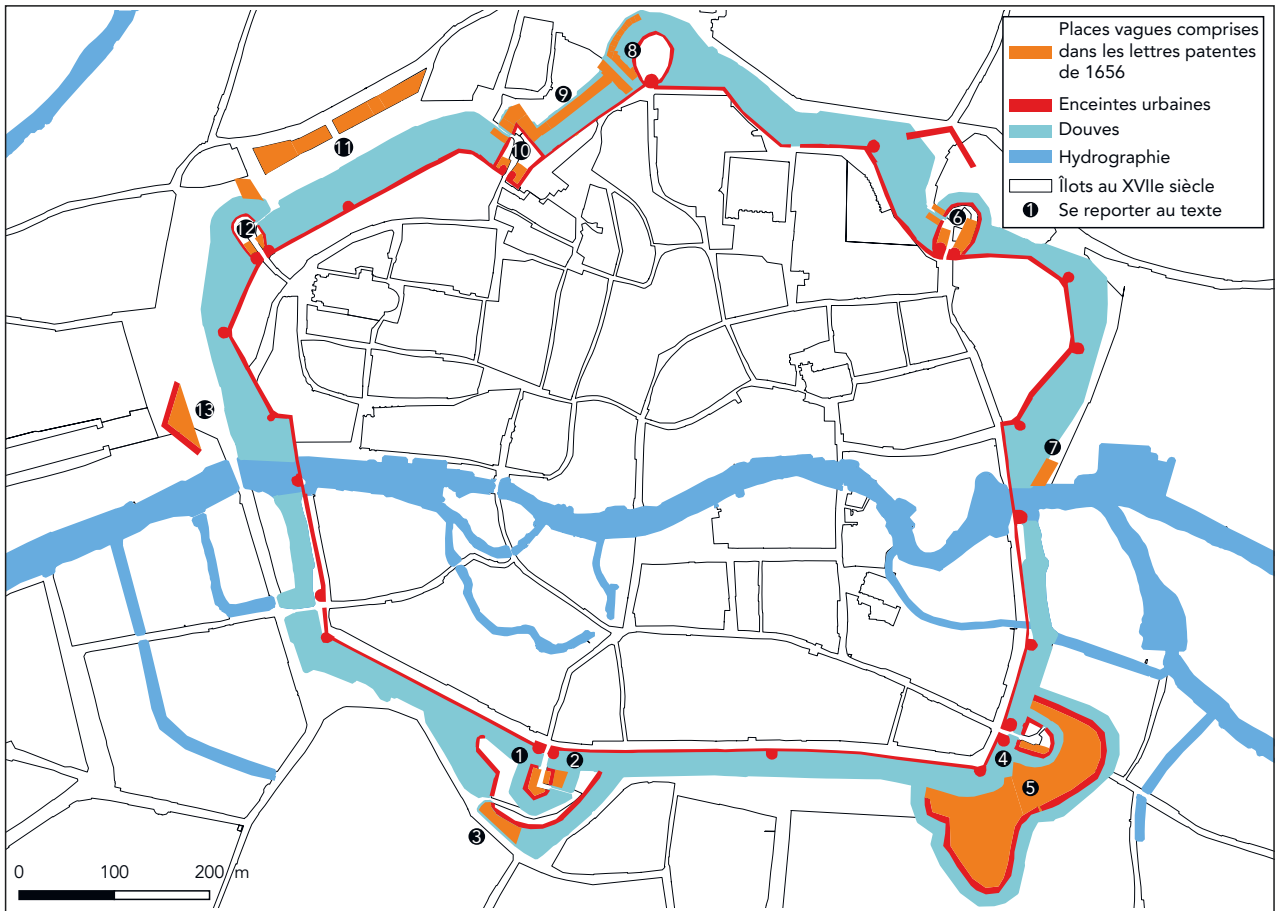 Places vagues comprises
dans les lettres patentes
de 1656
Enceintes urbaines
Douves
Hydrographie
Îlots au XVIIe siècle
1 Se reporter au texte
8
9
10
11
6
12
13
7
1
2
4
5
3
0 100 200 m